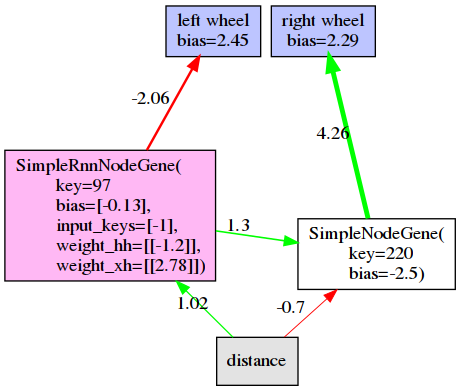 left wheel
bias=2.45
right wheel
bias=2.29
-2.06
4.26
SimpleRnnNodeGene(
key=97
bias=[-0.13],
input_keys=[-1],
weight_hh=[[-1.2]],
weight_xh=[[2.78]])
1.3
SimpleNodeGene(
key=220
bias=-2.5)
1.02
-0.7
distance